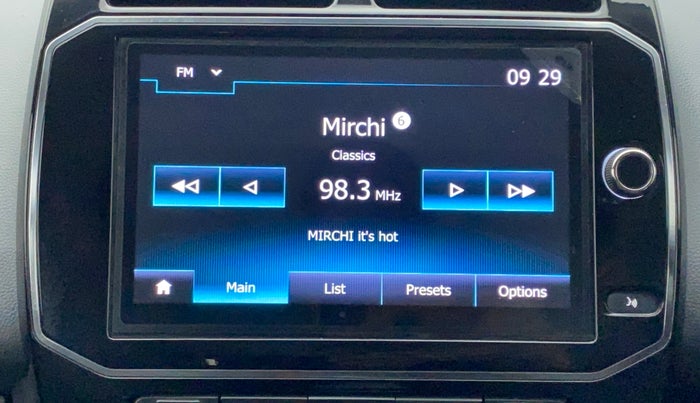 FM
09 29
Mirchi 6
Classics
98.3 MHz
MIRCHI it's hot
Main List Presets Options